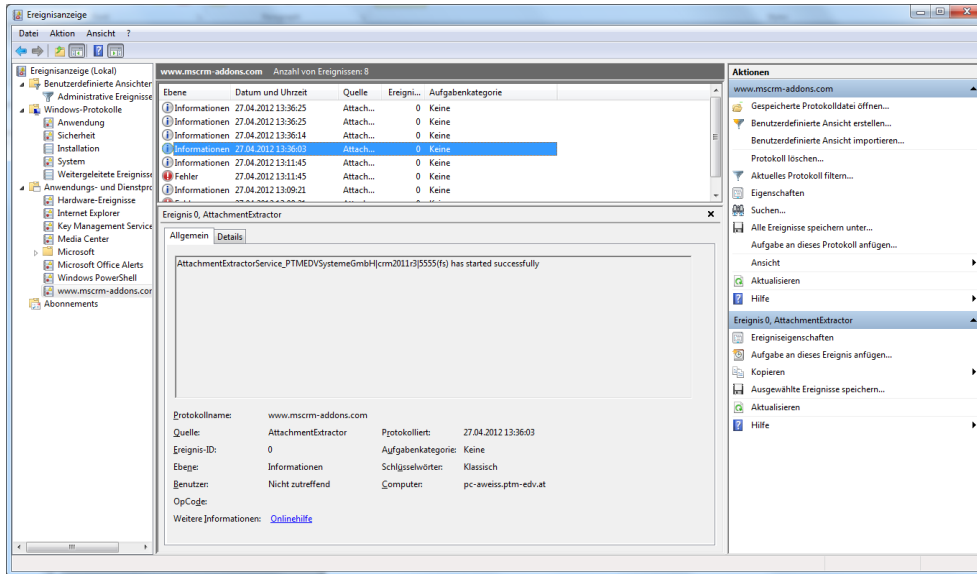 Ereignisanzeige
Datei Aktion Ansicht ?
Ereignisanzeige (Lokal)
Benutzerdefinierte Ansichten
Administrative Ereignisse
Windows-Protokolle
Anwendung
Sicherheit
Installation
System
Weitergeleitete Ereignisse
Anwendungs- und Dienstpro
Hardware-Ereignisse
Internet Explorer
Key Management Service
Media Center
Microsoft
Microsoft Office Alerts
Windows PowerShell
www.mscrm-addons.cor
Abonnements
www.mscrm-addons.com Anzahl von Ereignissen: 8
Ebene Datum und Uhrzeit Quelle Ereigni... Aufgabenkategorie
Informationen 27.04.2012 13:36:25 Attach... 0 Keine
Informationen 27.04.2012 13:36:25 Attach... 0 Keine
Informationen 27.04.2012 13:36:14 Attach... 0 Keine
Informationen 27.04.2012 13:36:03 Attach... 0 Keine
Informationen 27.04.2012 13:11:45 Attach... 0 Keine
Fehler 27.04.2012 13:11:45 Attach... 0 Keine
Informationen 27.04.2012 13:09:21 Attach... 0 Keine
Ereignis 0, AttachmentExtractor
Allgemein Details
AttachmentExtractorService_PTMEDVSystemeGmbH|crm2011r3|5555(fs) has started successfully
Protokollname: www.mscrm-addons.com
Quelle: AttachmentExtractor Protokolliert: 27.04.2012 13:36:03
Ereignis-ID: 0 Aufgabenkategorie: Keine
Ebene: Informationen Schlüsselwörter: Klassisch
Benutzer: Nicht zutreffend Computer: pc-aweiss.ptm-edv.at
OpCode:
Weitere Informationen: Onlinehilfe
Aktionen
www.mscrm-addons.com
Gespeicherte Protokolldatei öffnen...
Benutzerdefinierte Ansicht erstellen...
Benutzerdefinierte Ansicht importieren...
Protokoll löschen...
Aktuelles Protokoll filtern...
Eigenschaften
Suchen...
Alle Ereignisse speichern unter...
Aufgabe an dieses Protokoll anfügen...
Ansicht
Aktualisieren
Hilfe
Ereignis 0, AttachmentExtractor
Ereigniseigenschaften
Aufgabe an dieses Ereignis anfügen...
Kopieren
Ausgewählte Ereignisse speichern...
Aktualisieren
Hilfe